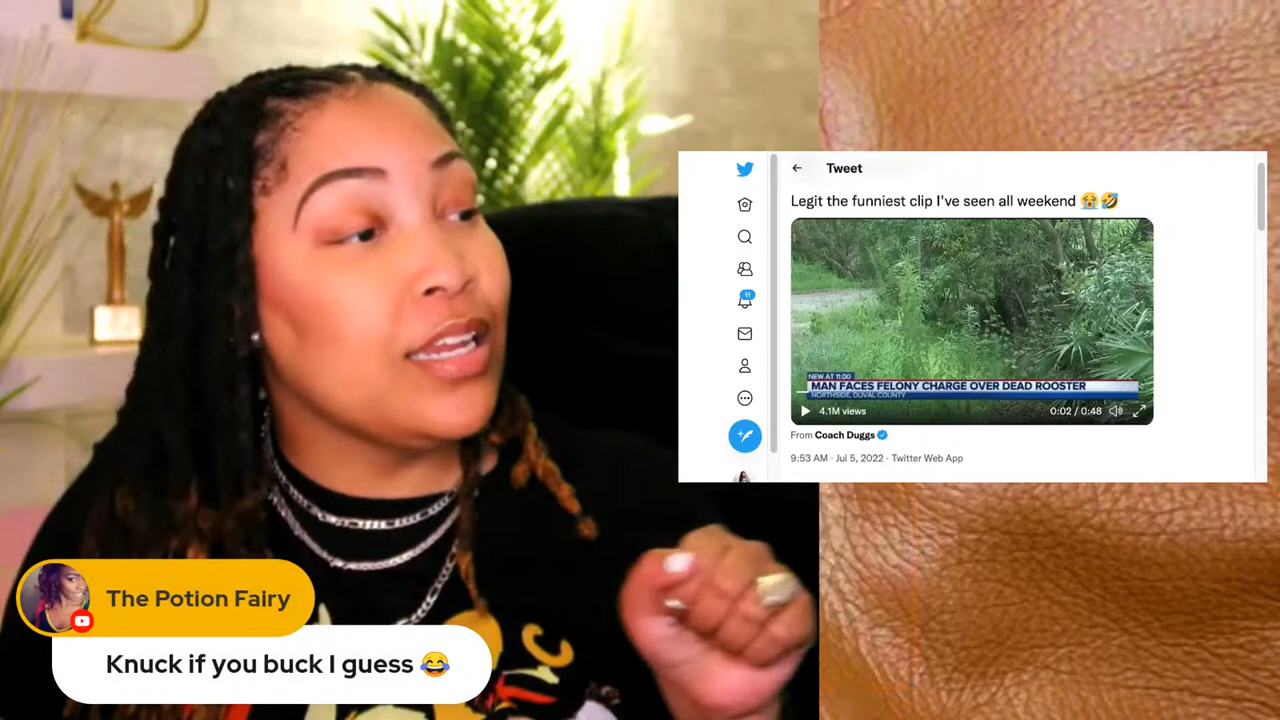 Tweet
Legit the funniest clip I've seen all weekend 😭🤣
11
NEW AT 11:00
MAN FACES FELONY CHARGE OVER DEAD ROOSTER
NORTHSIDE, DUVAL COUNTY
4.1M views
0:02 / 0:48
From Coach Duggs
9:53 AM · Jul 5, 2022 · Twitter Web App
C
The Potion Fairy
Knuck if you buck I guess 😂